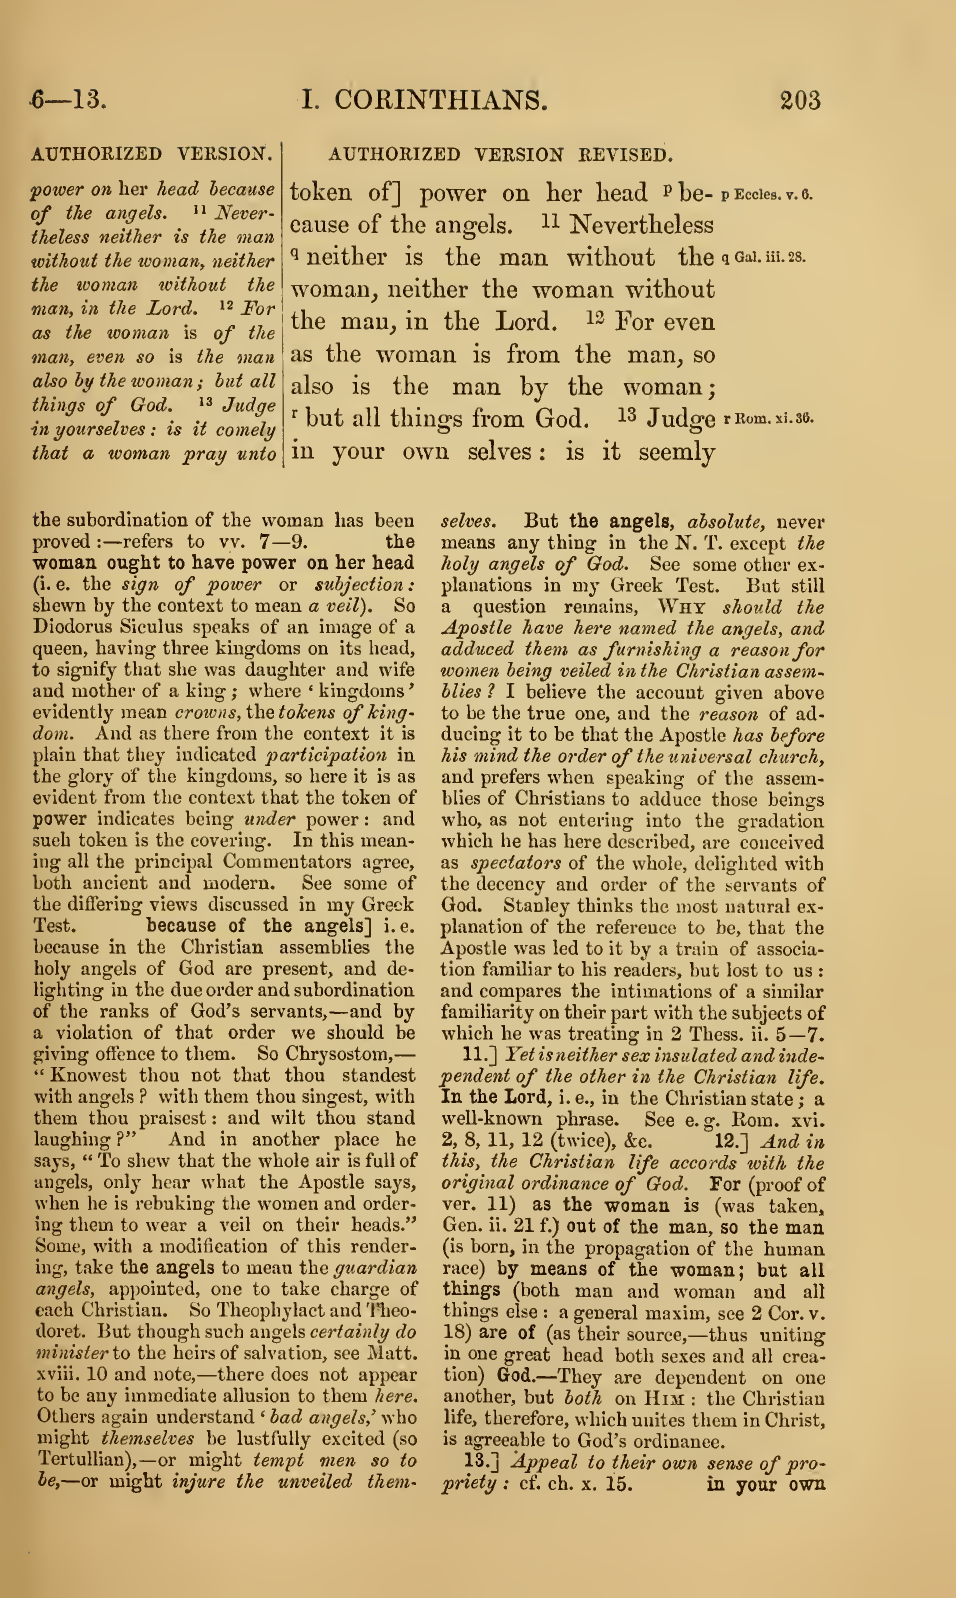 6—13.
I. CORINTHIANS.
203
AUTHORIZED VERSION.
power on her head because
of the angels. 11 Never-
theless neither is the man
without the woman, neither
the woman without the
man, in the Lord. 12 For
as the woman is of the
man, even so is the man
also by the woman; but all
things of God. 13 Judge
in yourselves: is it comely
that a woman pray unto
AUTHORIZED VERSION REVISED.
token of] power on her head p be-
cause of the angels. 11 Nevertheless
q neither is the man without the
woman, neither the woman without
the man, in the Lord. 12 For even
as the woman is from the man, so
also is the man by the woman;
r but all things from God. 13 Judge
in your own selves: is it seemly
p Eccles. v. 6.
q Gal. iii. 28.
r Rom. xi. 36.
the subordination of the woman has been
proved:—refers to vv. 7—9. the
woman ought to have power on her head
(i. e. the sign of power or subjection:
shewn by the context to mean a veil). So
Diodorus Siculus speaks of an image of a
queen, having three kingdoms on its head,
to signify that she was daughter and wife
and mother of a king; where 'kingdoms'
evidently mean crowns, the tokens of king-
dom. And as there from the context it is
plain that they indicated participation in
the glory of the kingdoms, so here it is as
evident from the context that the token of
power indicates being under power: and
such token is the covering. In this mean-
ing all the principal Commentators agree,
both ancient and modern. See some of
the differing views discussed in my Greek
Test. because of the angels] i. e.
because in the Christian assemblies the
holy angels of God are present, and de-
lighting in the due order and subordination
of the ranks of God's servants,—and by
a violation of that order we should be
giving offence to them. So Chrysostom,—
"Knowest thou not that thou standest
with angels? with them thou singest, with
them thou praisest: and wilt thou stand
laughing?" And in another place he
says, "To shew that the whole air is full of
angels, only hear what the Apostle says,
when he is rebuking the women and order-
ing them to wear a veil on their heads."
Some, with a modification of this render-
ing, take the angels to mean the guardian
angels, appointed, one to take charge of
each Christian. So Theophylact and Theo-
doret. But though such angels certainly do
minister to the heirs of salvation, see Matt.
xviii. 10 and note,—there does not appear
to be any immediate allusion to them here.
Others again understand 'bad angels,' who
might themselves be lustfully excited (so
Tertullian),—or might tempt men so to
be,—or might injure the unveiled them-
selves. But the angels, absolute, never
means any thing in the N. T. except the
holy angels of God. See some other ex-
planations in my Greek Test. But still
a question remains, WHY should the
Apostle have here named the angels, and
adduced them as furnishing a reason for
women being veiled in the Christian assem-
blies? I believe the account given above
to be the true one, and the reason of ad-
ducing it to be that the Apostle has before
his mind the order of the universal church,
and prefers when speaking of the assem-
blies of Christians to adduce those beings
who, as not entering into the gradation
which he has here described, are conceived
as spectators of the whole, delighted with
the decency and order of the servants of
God. Stanley thinks the most natural ex-
planation of the reference to be, that the
Apostle was led to it by a train of associa-
tion familiar to his readers, but lost to us:
and compares the intimations of a similar
familiarity on their part with the subjects of
which he was treating in 2 Thess. ii. 5—7.
11.] Yet is neither sex insulated and inde-
pendent of the other in the Christian life.
In the Lord, i. e., in the Christian state; a
well-known phrase. See e. g. Rom. xvi.
2, 8, 11, 12 (twice), &c. 12.] And in
this, the Christian life accords with the
original ordinance of God. For (proof of
ver. 11) as the woman is (was taken,
Gen. ii. 21 f.) out of the man, so the man
(is born, in the propagation of the human
race) by means of the woman; but all
things (both man and woman and all
things else: a general maxim, see 2 Cor. v.
18) are of (as their source,—thus uniting
in one great head both sexes and all crea-
tion) God.—They are dependent on one
another, but both on HIM: the Christian
life, therefore, which unites them in Christ,
is agreeable to God's ordinance.
13.] Appeal to their own sense of pro-
priety: cf. ch. x. 15. in your own